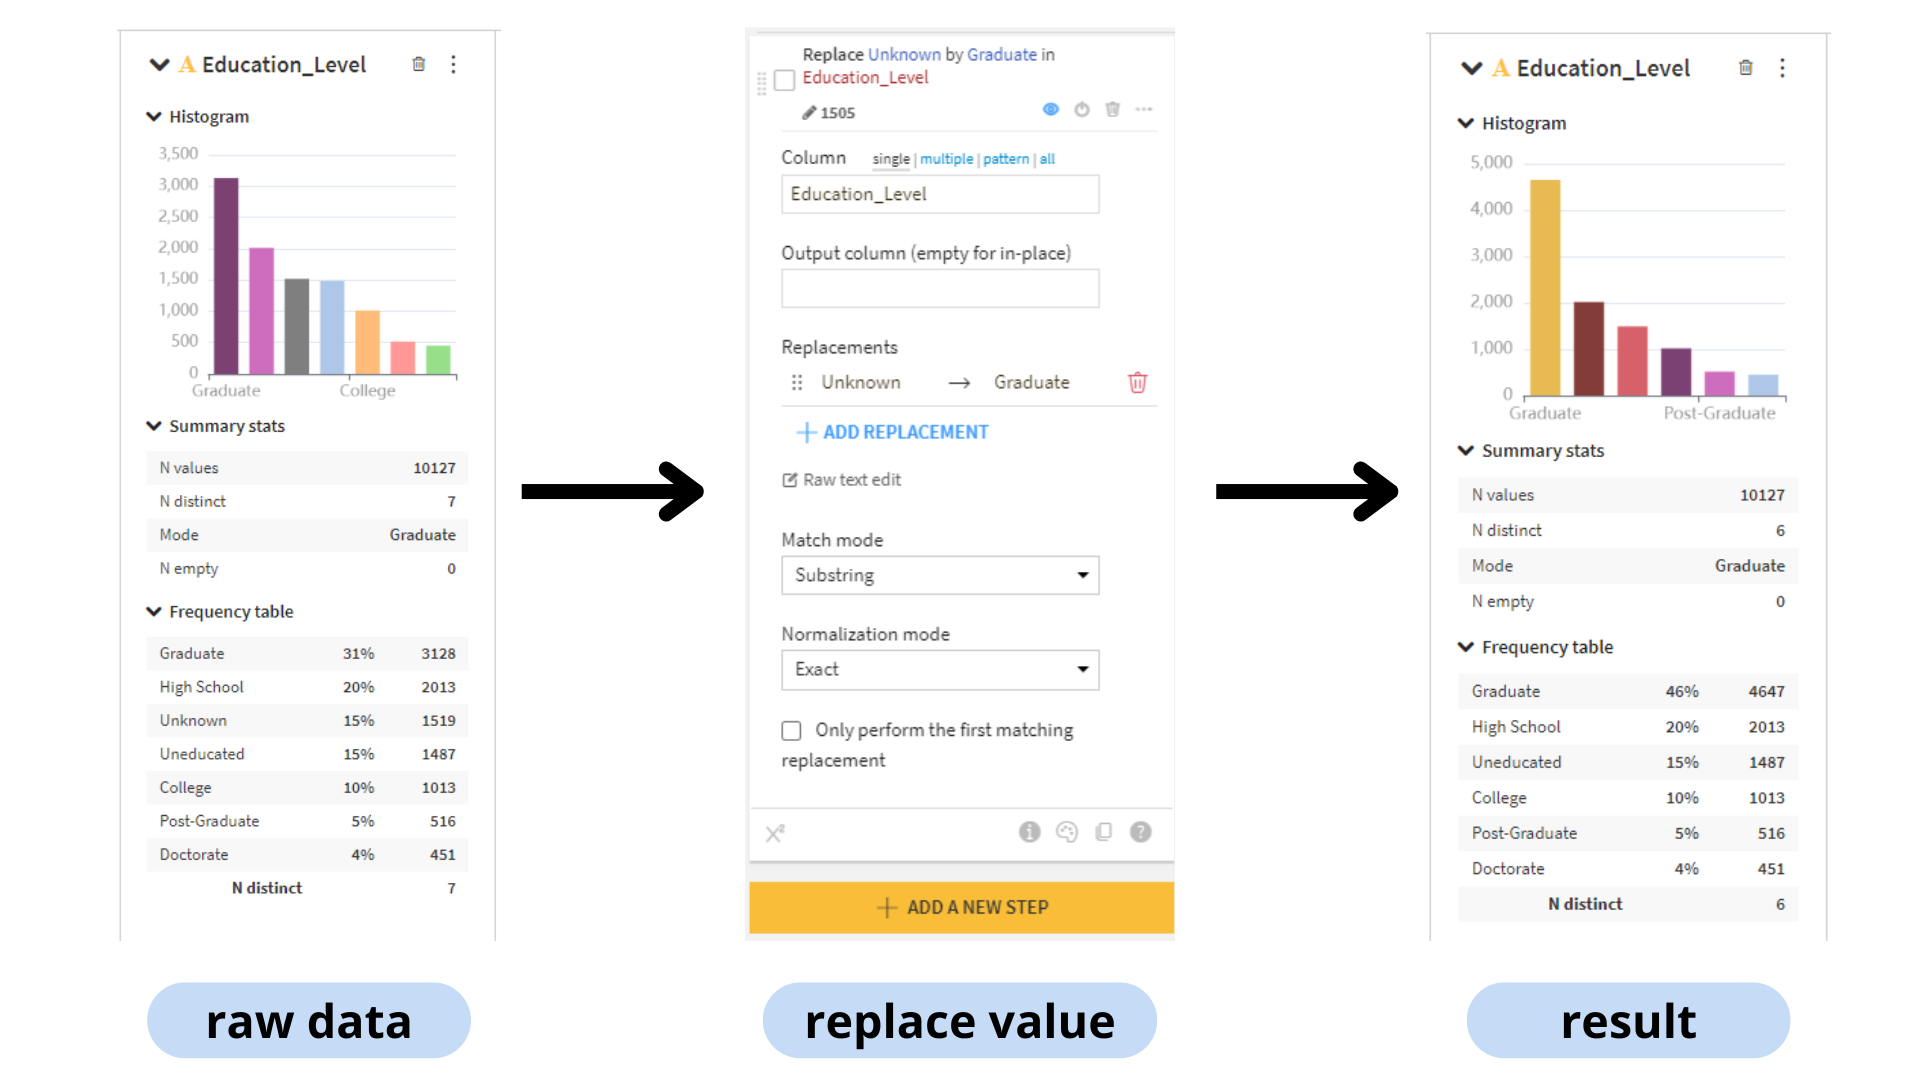 Education_Level
Histogram
3,500
3,000
2,500
2,000
1,500
1,000
500
0
Graduate College
Summary stats
N values 10127
N distinct 7
Mode Graduate
N empty 0
Frequency table
Graduate 31% 3128
High School 20% 2013
Unknown 15% 1519
Uneducated 15% 1487
College 10% 1013
Post-Graduate 5% 516
Doctorate 4% 451
N distinct 7
raw data
Replace Unknown by Graduate in
Education_Level
1505
Column single | multiple | pattern | all
Education_Level
Output column (empty for in-place)
Replacements
Unknown → Graduate
+ ADD REPLACEMENT
Raw text edit
Match mode
Substring
Normalization mode
Exact
Only perform the first matching
replacement
+ ADD A NEW STEP
replace value
Education_Level
Histogram
5,000
4,000
3,000
2,000
1,000
0
Graduate Post-Graduate
Summary stats
N values 10127
N distinct 6
Mode Graduate
N empty 0
Frequency table
Graduate 46% 4647
High School 20% 2013
Uneducated 15% 1487
College 10% 1013
Post-Graduate 5% 516
Doctorate 4% 451
N distinct 6
result